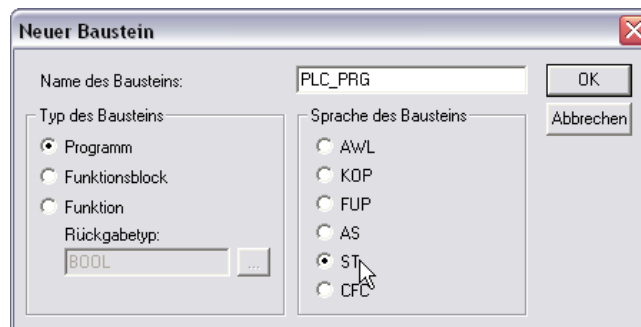 Neuer Baustein
Name des Bausteins:
PLC_PRG
OK
Abbrechen
Typ des Bausteins
Programm
Funktionsblock
Funktion
Rückgabetyp:
BOOL
...
Sprache des Bausteins
AWL
KOP
FUP
AS
ST
CFC